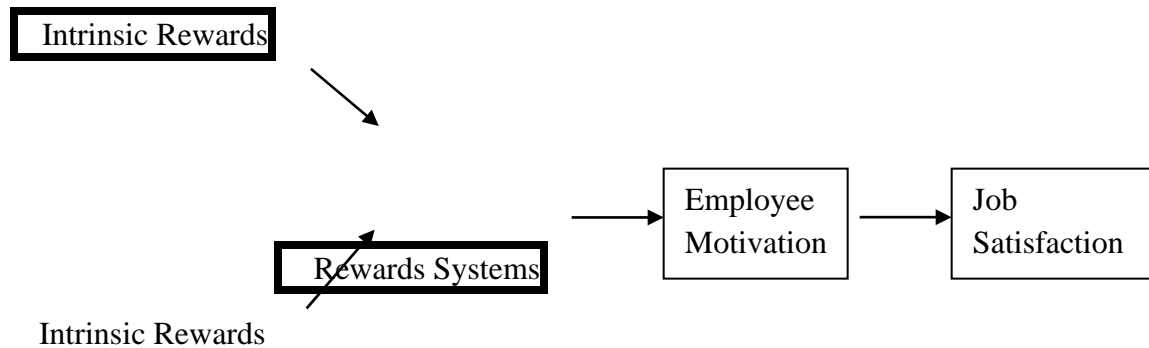 Intrinsic Rewards
Employee
Motivation
Job
Satisfaction
Rewards Systems
Intrinsic Rewards